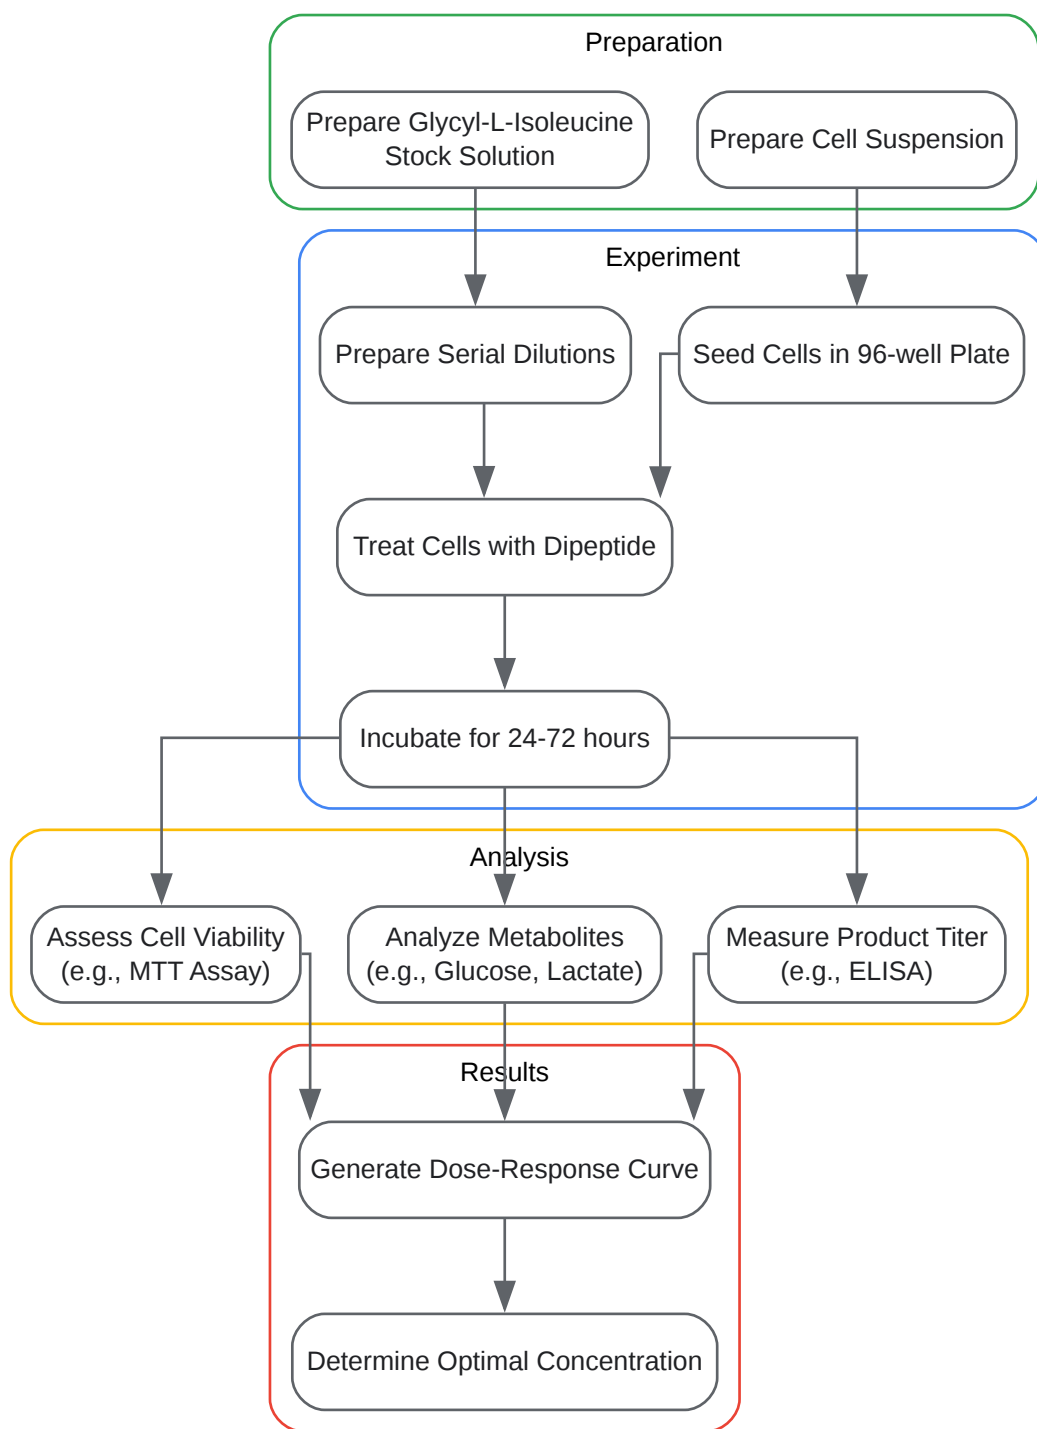 Preparation
Prepare Glycyl-L-Isoleucine
Stock Solution
Prepare Cell Suspension
Experiment
Prepare Serial Dilutions
Seed Cells in 96-well Plate
Treat Cells with Dipeptide
Incubate for 24-72 hours
Analysis
Assess Cell Viability
(e.g., MTT Assay)
Analyze Metabolites
(e.g., Glucose, Lactate)
Measure Product Titer
(e.g., ELISA)
Results
Generate Dose-Response Curve
Determine Optimal Concentration